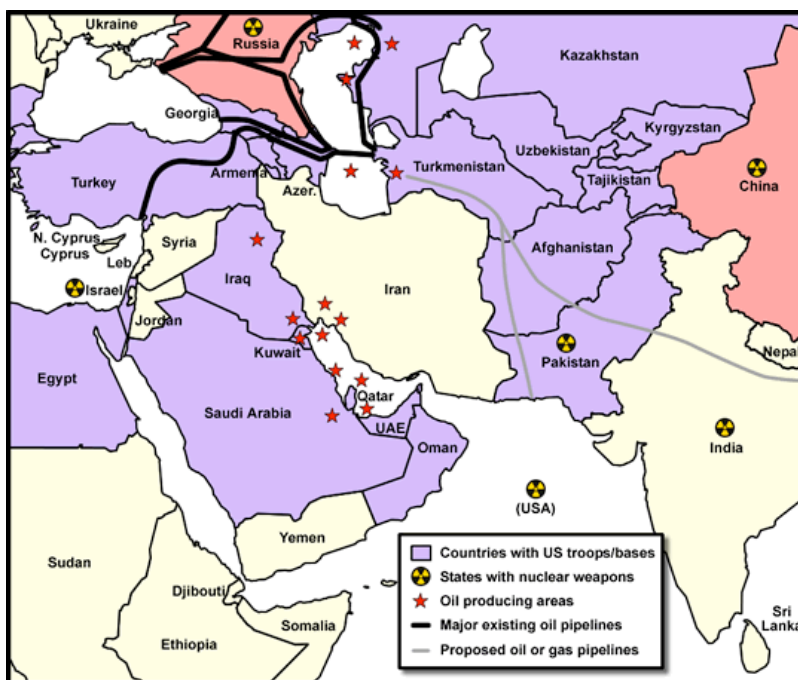 Ukraine
Russia
Kazakhstan
Georgia
Uzbekistan
Kyrgyzstan
Turkey
Armenia
Azer.
Turkmenistan
Tajikistan
China
N. Cyprus
Cyprus
Syria
Leb.
Afghanistan
Israel
Iraq
Iran
Jordan
Kuwait
Pakistan
Nepal
Egypt
Saudi Arabia
Qatar
UAE
Oman
India
(USA)
Yemen
Sudan
Djibouti
Ethiopia
Somalia
Sri
Lanka
Countries with US troops/bases
States with nuclear weapons
Oil producing areas
Major existing oil pipelines
Proposed oil or gas pipelines